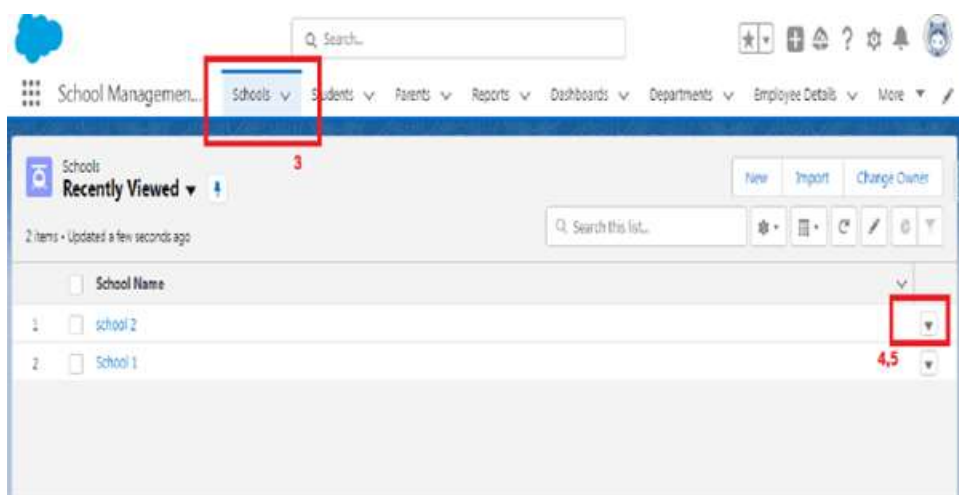 Search...
School Managemen... Schools Students Parents Reports Dashboards Departments Employee Details More
3
Schools
Recently Viewed
New Import Change Owner
2 items • Updated a few seconds ago
Search this list...
School Name
1 school 2
2 School 1
4,5